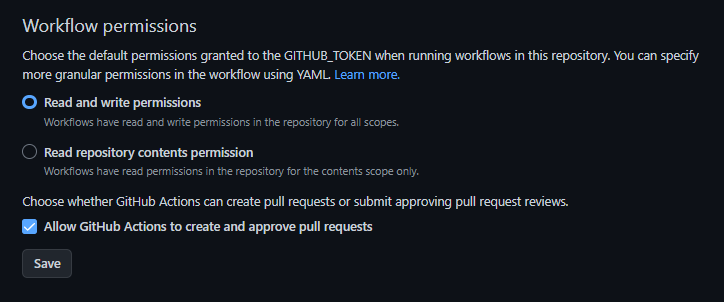 Workflow permissions
Choose the default permissions granted to the GITHUB_TOKEN when running workflows in this repository. You can specify
more granular permissions in the workflow using YAML. Learn more.
Read and write permissions
Workflows have read and write permissions in the repository for all scopes.
Read repository contents permission
Workflows have read permissions in the repository for the contents scope only.
Choose whether GitHub Actions can create pull requests or submit approving pull request reviews.
Allow GitHub Actions to create and approve pull requests
Save